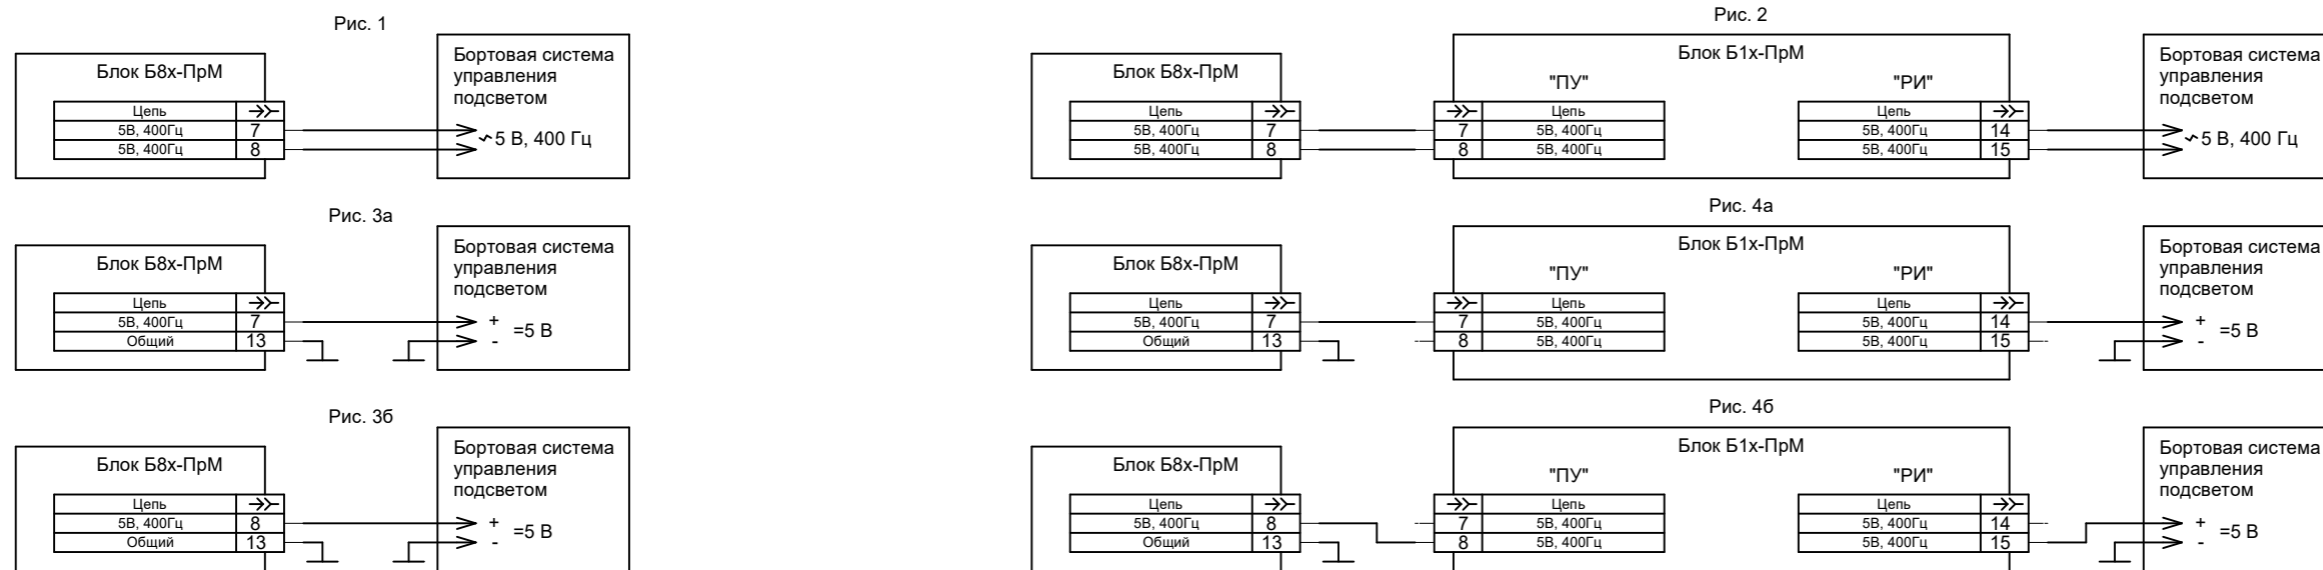 Рис. 1
Блок Б8х-ПрМ
Цепь
5В, 400Гц 7
5В, 400Гц 8
Бортовая система
управления
подсветом
~5 В, 400 Гц
Рис. 2
Блок Б8х-ПрМ
Цепь
5В, 400Гц 7
5В, 400Гц 8
Блок Б1х-ПрМ
"ПУ"
Цепь
7 5В, 400Гц
8 5В, 400Гц
"РИ"
Цепь
5В, 400Гц 14
5В, 400Гц 15
Бортовая система
управления
подсветом
~5 В, 400 Гц
Рис. 3а
Блок Б8х-ПрМ
Цепь
5В, 400Гц 7
Общий 13
Бортовая система
управления
подсветом
+
=5 В
-
Рис. 4а
Блок Б8х-ПрМ
Цепь
5В, 400Гц 7
Общий 13
Блок Б1х-ПрМ
"ПУ"
Цепь
7 5В, 400Гц
8 5В, 400Гц
"РИ"
Цепь
5В, 400Гц 14
5В, 400Гц 15
Бортовая система
управления
подсветом
+
=5 В
-
Рис. 3б
Блок Б8х-ПрМ
Цепь
5В, 400Гц 8
Общий 13
Бортовая система
управления
подсветом
+
=5 В
-
Рис. 4б
Блок Б8х-ПрМ
Цепь
5В, 400Гц 8
Общий 13
Блок Б1х-ПрМ
"ПУ"
Цепь
7 5В, 400Гц
8 5В, 400Гц
"РИ"
Цепь
5В, 400Гц 14
5В, 400Гц 15
Бортовая система
управления
подсветом
+
=5 В
-